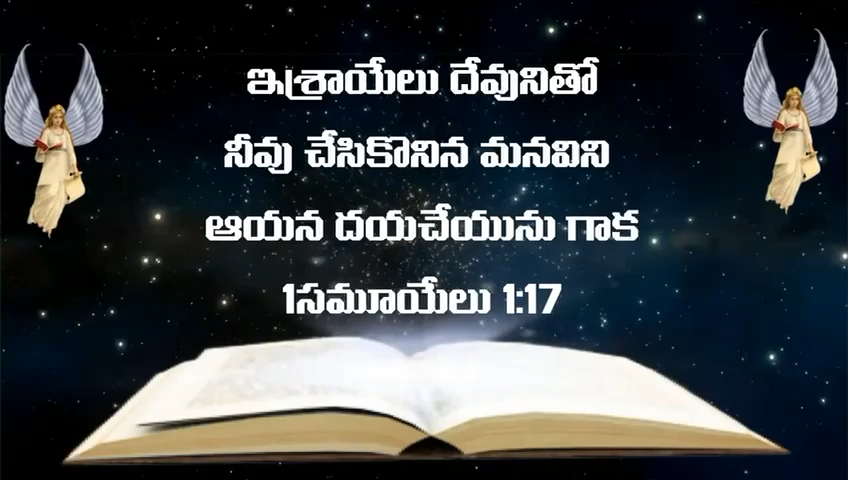 ఇశ్రాయేలు దేవునితో
నీవు చేసికొనిన మనవిని
ఆయన దయచేయును గాక
1సమూయేలు 1:17